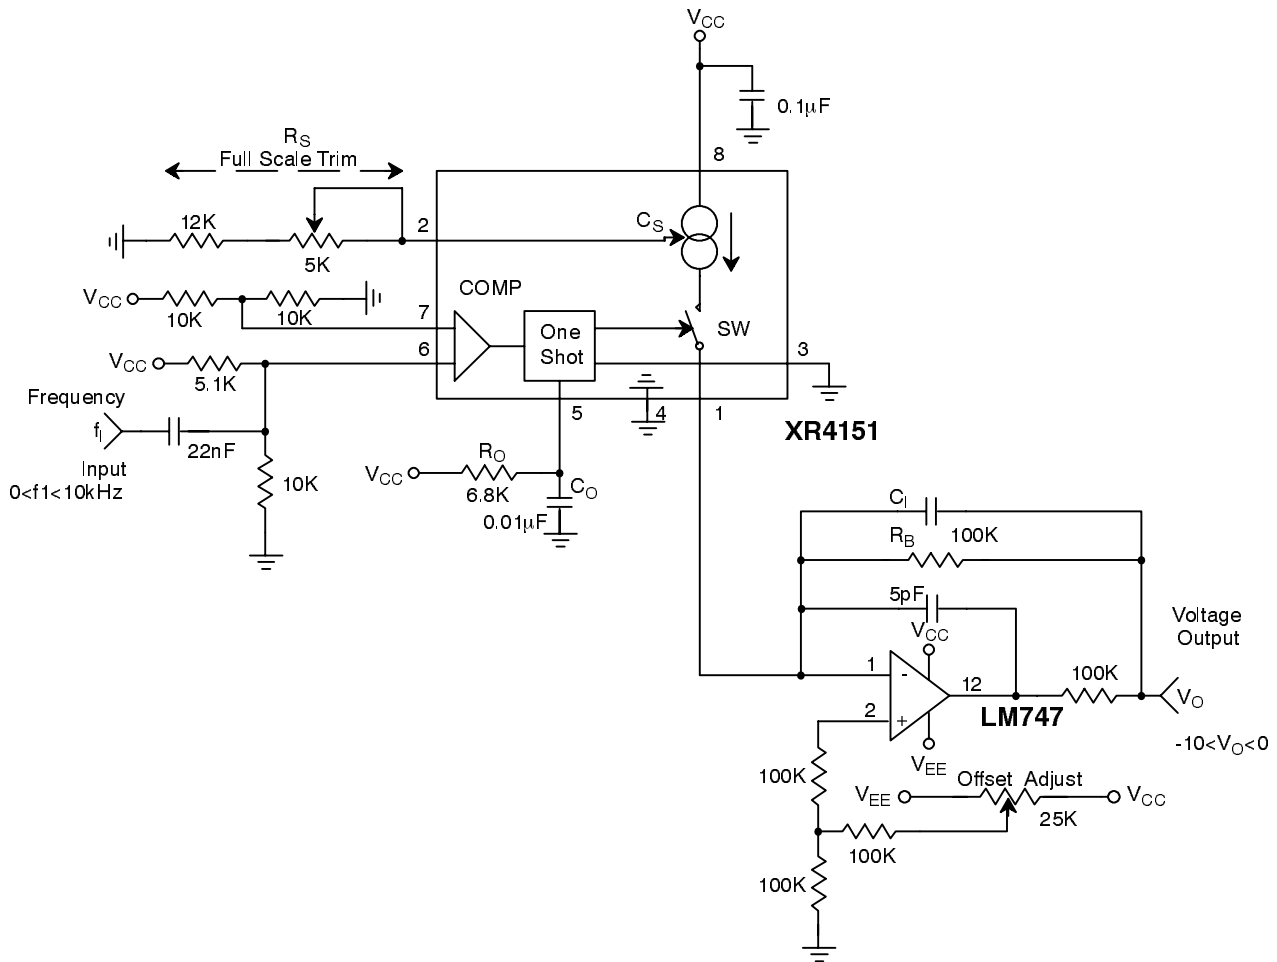 VCC
0.1μF
8
RS
Full Scale Trim
12K
5K
2
CS
VCC
10K
10K
7
COMP
One
Shot
SW
VCC
5.1K
6
3
Frequency
fI
Input
0<f1<10kHz
22nF
10K
5
4
1
XR4151
VCC
RO
6.8K
CO
0.01μF
CI
100K
RB
5pF
VCC
1
-
2
+
12
LM747
VEE
100K
Voltage
Output
VO
-10<VO<0
100K
VEE
Offset Adjust
25K
VCC
100K
100K